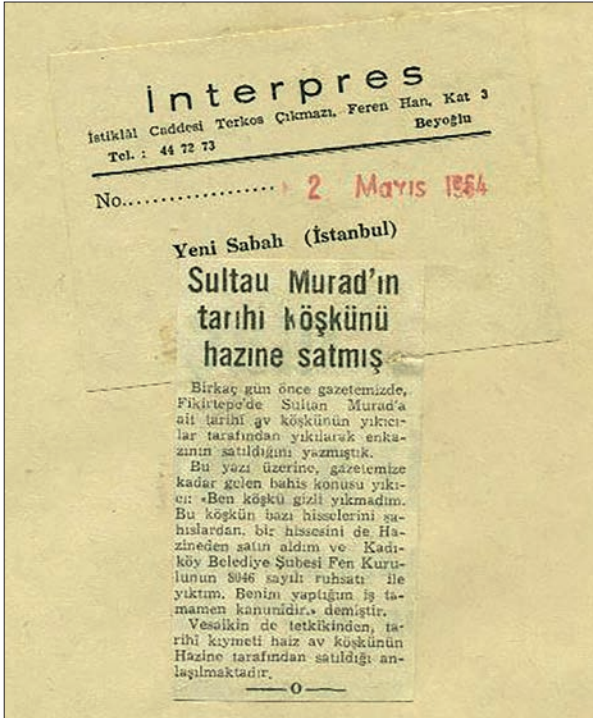 İnterpres
İstiklâl Caddesi Terkos Çıkmazı, Feren Han, Kat 3
Tel. : 44 72 73 Beyoğlu
No.................... 2 Mayıs 1964
Yeni Sabah (İstanbul)
Sultau Murad'ın
tarihi köşkünü
hazine satmış
Birkaç gün önce gazetemizde,
Fikirtepe'de Sultan Murad'a
ait tarihî av köşkünün yıkıcı-
lar tarafından yıkılarak enka-
zının satıldığını yazmıştık.
Bu yazı üzerine, gazetemize
kadar gelen bahis konusu yıkı-
cı: «Ben köşkü gizli yıkmadım.
Bu köşkün bazı hisselerini şa-
hıslardan, bir hissesini de Ha-
zineden satın aldım ve Kadı-
köy Belediye Şubesi Fen Kuru-
lunun 8046 sayılı ruhsatı ile
yıktım. Benim yaptığım iş ta-
mamen kanunidir.» demiştir.
Vesaikin de tetkikinden, ta-
rihî kıymeti haiz av köşkünün
Hazine tarafından satıldığı an-
laşılmaktadır.
—O—